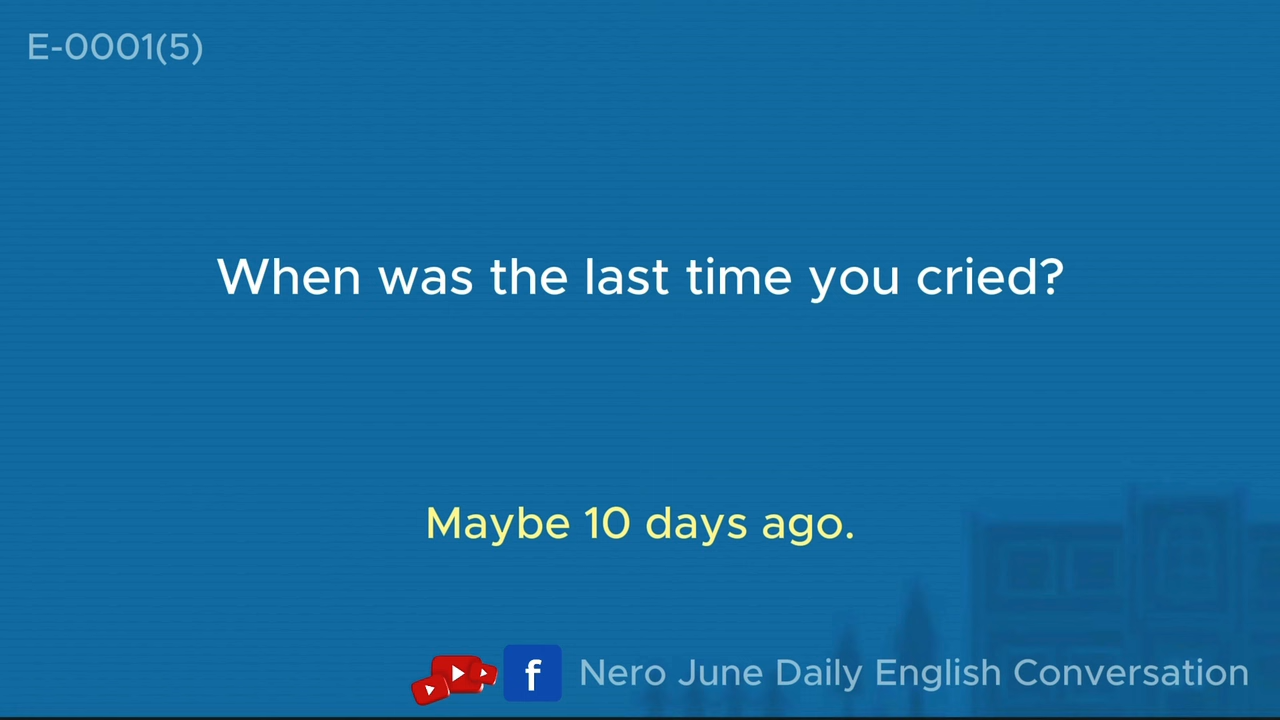 E-0001(5)
When was the last time you cried?
Maybe 10 days ago.
f Nero June Daily English Conversation